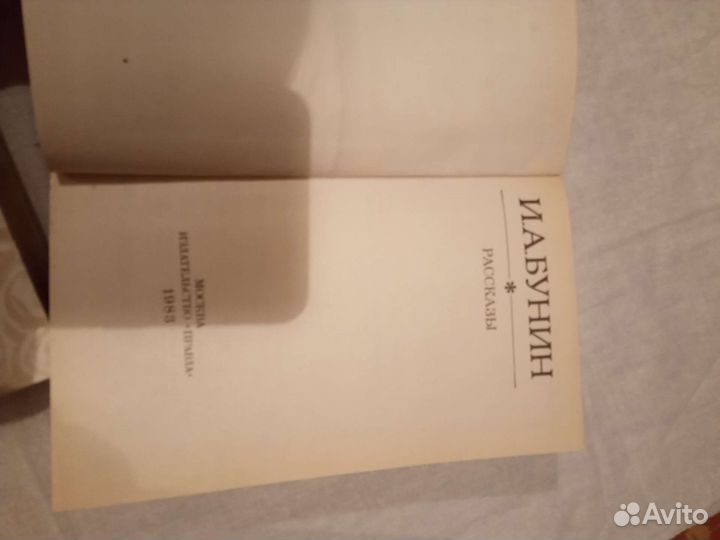 И.А.БУНИН
*
РАССКАЗЫ
МОСКВА
ИЗДАТЕЛЬСТВО «ПРАВДА»
1983
Avito